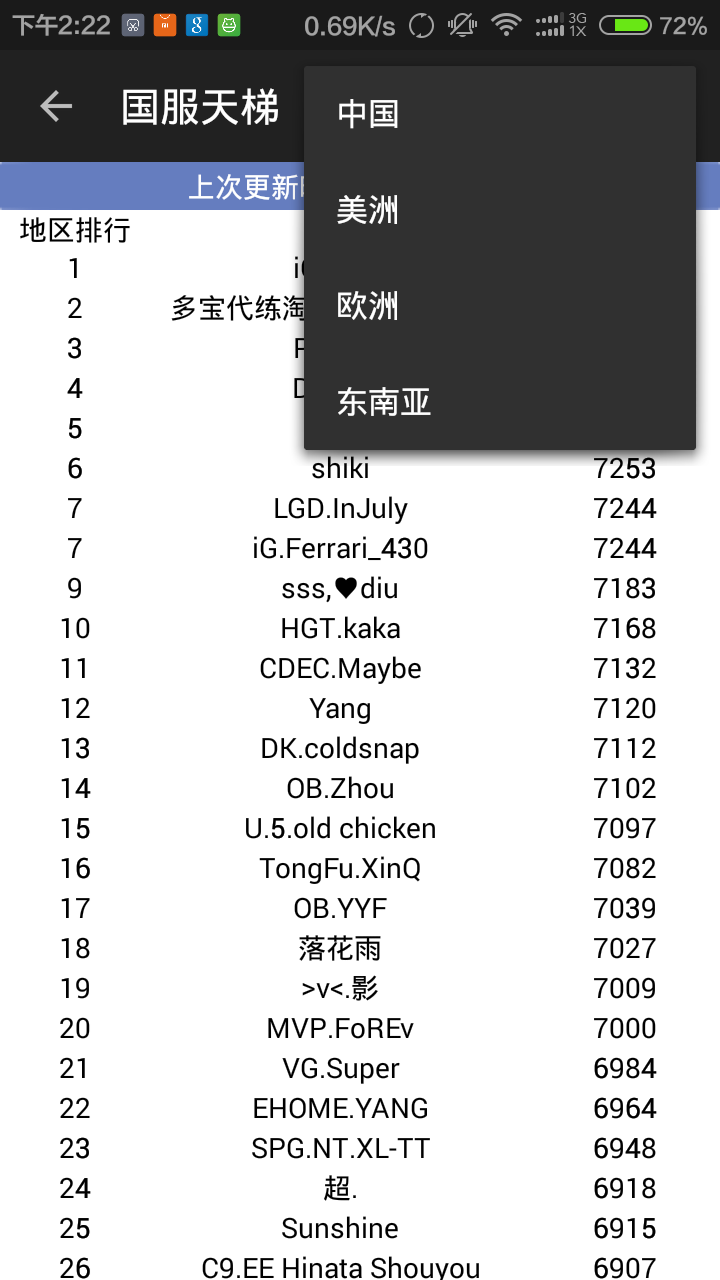 下午2:22 0.69K/s 3G 1X 72%
国服天梯
中国
美洲
欧洲
东南亚
上次更新
地区排行
1
2 多宝代练淘
3
4
5
6 shiki 7253
7 LGD.InJuly 7244
7 iG.Ferrari_430 7244
9 sss,♥diu 7183
10 HGT.kaka 7168
11 CDEC.Maybe 7132
12 Yang 7120
13 DK.coldsnap 7112
14 OB.Zhou 7102
15 U.5.old chicken 7097
16 TongFu.XinQ 7082
17 OB.YYF 7039
18 落花雨 7027
19 >v<.影 7009
20 MVP.FoREv 7000
21 VG.Super 6984
22 EHOME.YANG 6964
23 SPG.NT.XL-TT 6948
24 超. 6918
25 Sunshine 6915
26 C9.EE Hinata Shouyou 6907